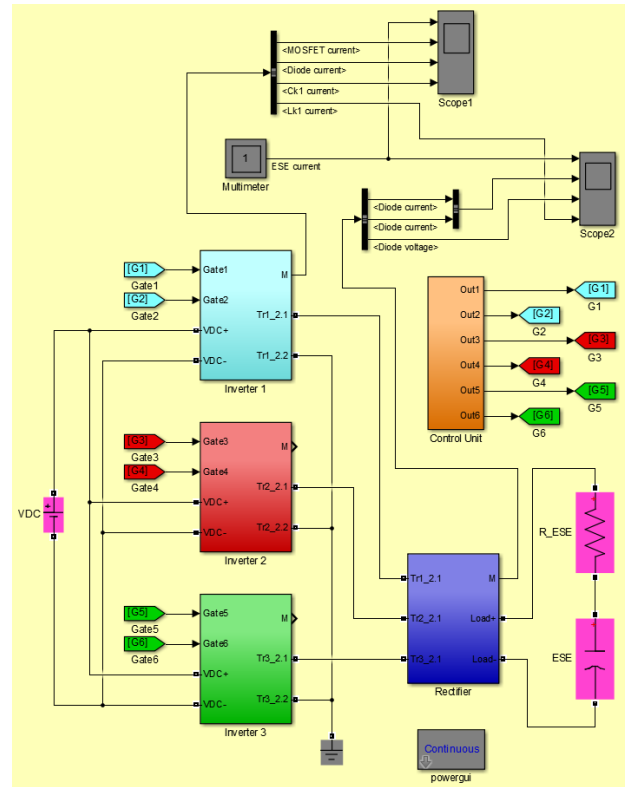 <MOSFET current>
<Diode current>
<Ck1 current>
<Lk1 current>
Scope1
1
Multimeter
ESE current
<Diode current>
<Diode current>
<Diode voltage>
Scope2
[G1]
Gate1
[G2]
Gate2
Gate1
Gate2
VDC+
VDC-
M
Tr1_2.1
Tr1_2.2
Inverter 1
Out1
Out2
Out3
Out4
Out5
Out6
Control Unit
[G1]
G1
[G2]
G2
[G3]
G3
[G4]
G4
[G5]
G5
[G6]
G6
[G3]
Gate3
[G4]
Gate4
Gate3
Gate4
VDC+
VDC-
M
Tr2_2.1
Tr2_2.2
Inverter 2
VDC
+
[G5]
Gate5
[G6]
Gate6
Gate5
Gate6
VDC+
VDC-
M
Tr3_2.1
Tr3_2.2
Inverter 3
Tr1_2.1
Tr2_2.1
Tr3_2.1
M
Load+
Load-
Rectifier
+
R_ESE
+
ESE
Continuous
powergui